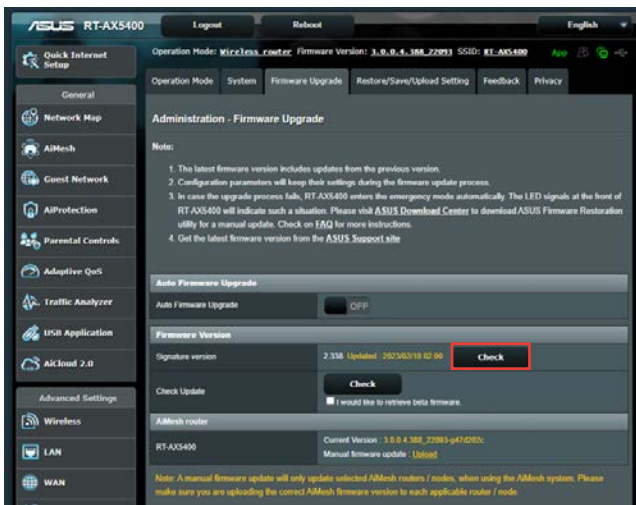 ASUS RT-AX5400 Logout Reboot English
Quick Internet Setup
Operation Mode: Wireless router Firmware Version: 3.0.0.4.388_22093 SSID: RT-AX5400 App
Operation Mode System Firmware Upgrade Restore/Save/Upload Setting Feedback Privacy
General
Network Map
AiMesh
Guest Network
AiProtection
Parental Controls
Adaptive QoS
Traffic Analyzer
USB Application
AiCloud 2.0
Advanced Settings
Wireless
LAN
WAN
Administration - Firmware Upgrade
Note:
1. The latest firmware version includes updates from the previous version.
2. Configuration parameters will keep their settings during the firmware update process.
3. In case the upgrade process fails, RT-AX5400 enters the emergency mode automatically. The LED signals at the front of
RT-AX5400 will indicate such a situation. Please visit ASUS Download Center to download ASUS Firmware Restoration
utility for a manual update. Check on FAQ for more instructions.
4. Get the latest firmware version from the ASUS Support site
Auto Firmware Upgrade
Auto Firmware Upgrade OFF
Firmware Version
Signature version 2.338 Updated : 2023/02/18 02:00 Check
Check Update Check
I would like to retrieve beta firmware.
AiMesh router
RT-AX5400 Current Version : 3.0.0.4.388_22093-p47d202c
Manual firmware update : Upload
Note: A manual firmware update will only update selected AiMesh routers / nodes, when using the AiMesh system. Please
make sure you are uploading the correct AiMesh firmware version to each applicable router / node.